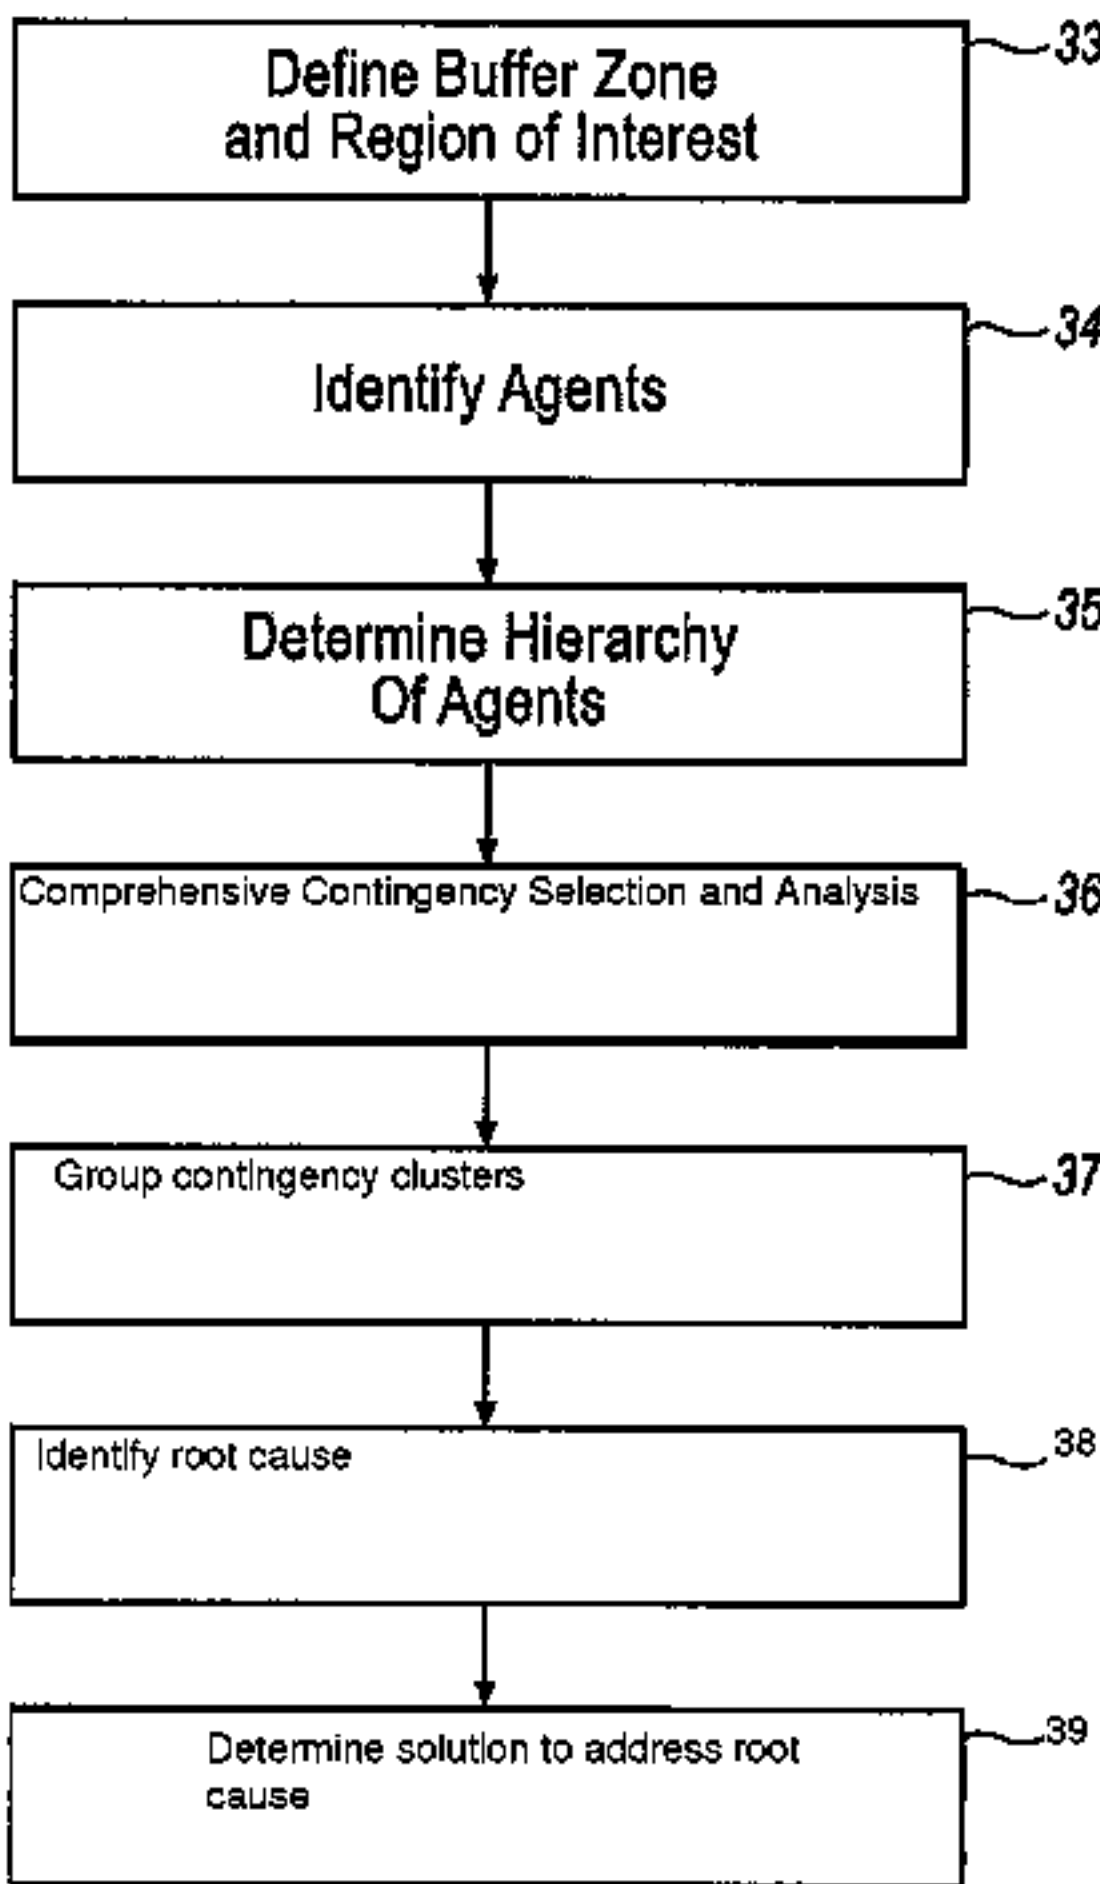 Define Buffer Zone
and Region of Interest
33
Identify Agents
34
Determine Hierarchy
Of Agents
35
Comprehensive Contingency Selection and Analysis
36
Group contingency clusters
37
Identify root cause
38
Determine solution to address root
cause
39